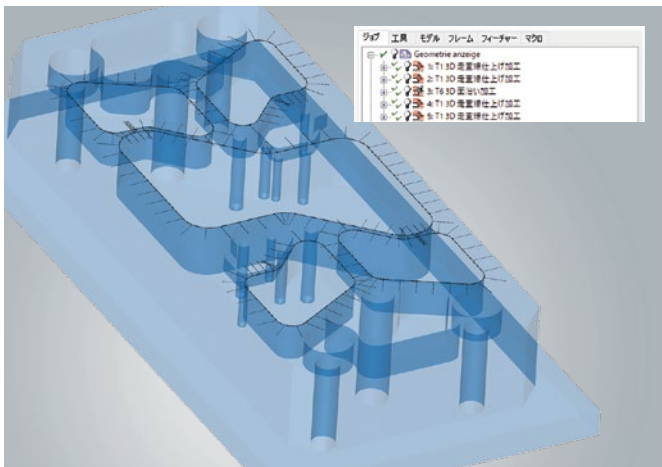 ジョブ 工具 モデル フレーム フィーチャー マクロ
Geometrie anzeige
1: T1 3D 走査線仕上げ加工
2: T1 3D 走査線仕上げ加工
3: T6 3D 面沿い加工
4: T1 3D 走査線仕上げ加工
5: T1 3D 走査線仕上げ加工